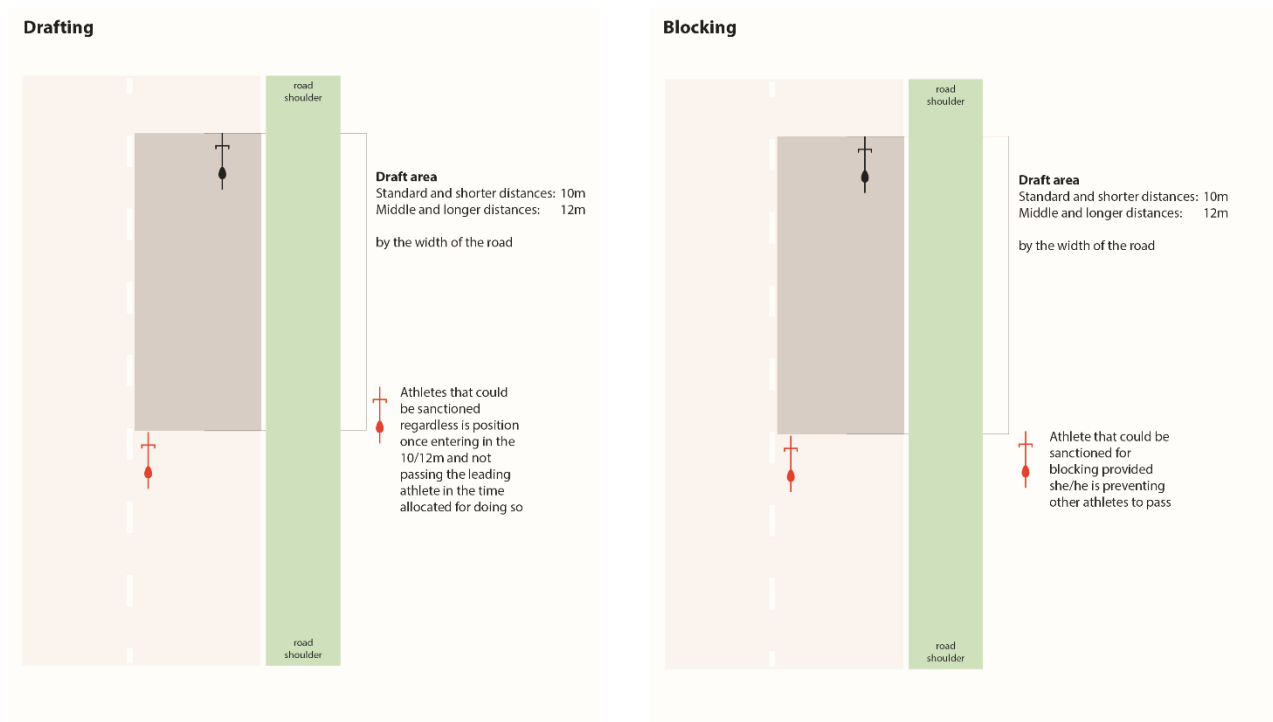 Drafting
road
shoulder
Draft area
Standard and shorter distances: 10m
Middle and longer distances: 12m
by the width of the road
Athletes that could
be sanctioned
regardless is position
once entering in the
10/12m and not
passing the leading
athlete in the time
allocated for doing so
road
shoulder
Blocking
road
shoulder
Draft area
Standard and shorter distances: 10m
Middle and longer distances: 12m
by the width of the road
Athlete that could be
sanctioned for
blocking provided
she/he is preventing
other athletes to pass
road
shoulder